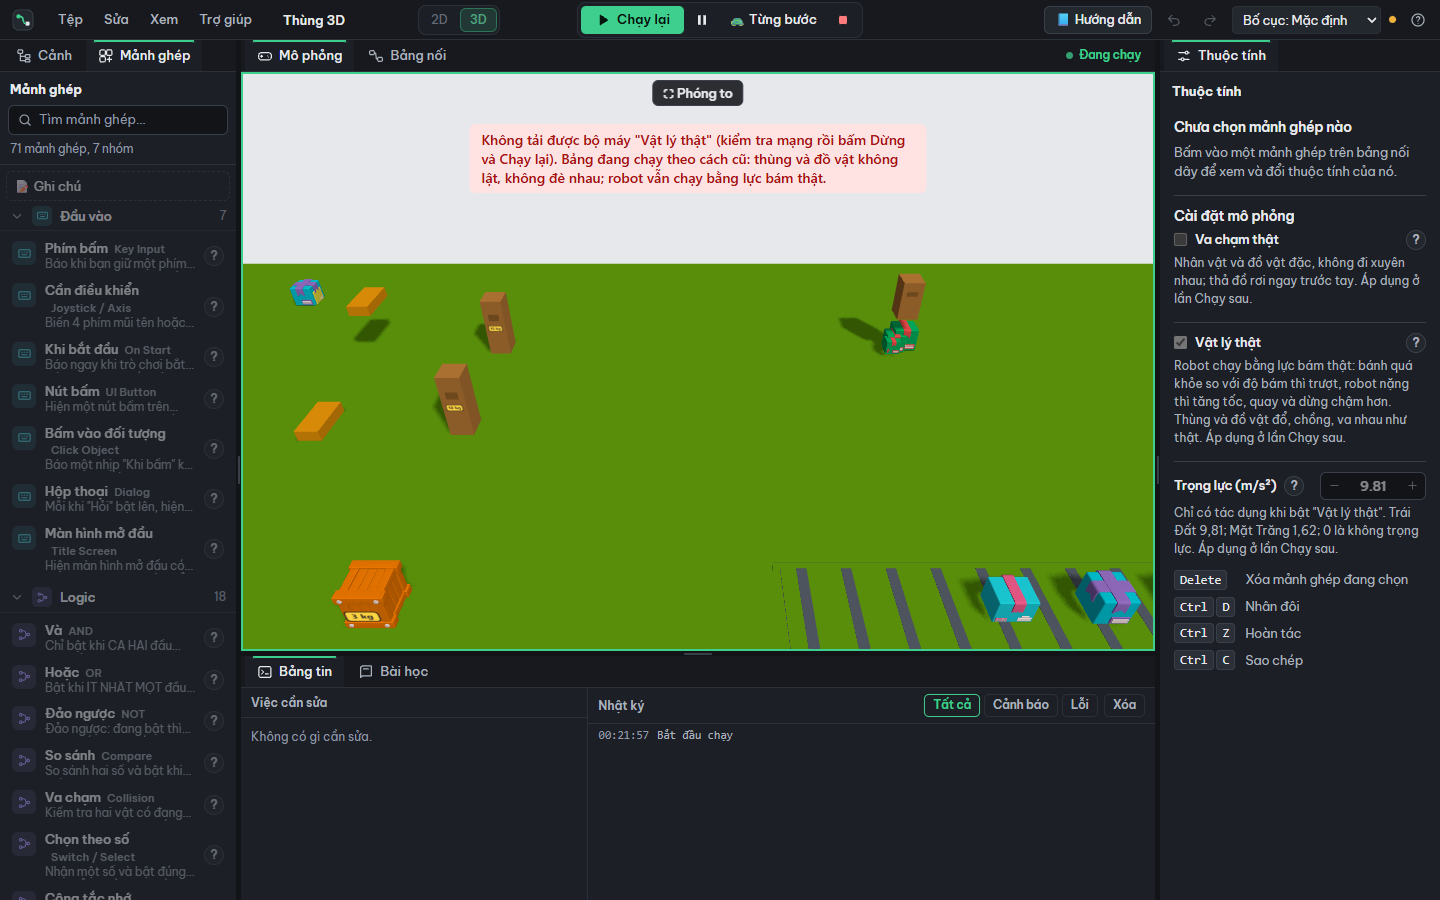 Tệp Sửa Xem Trợ giúp Thùng 3D 2D 3D Chạy lại Từng bước Hướng dẫn Bố cục: Mặc định
Cảnh Mảnh ghép
Mảnh ghép
Tìm mảnh ghép...
71 mảnh ghép, 7 nhóm
Ghi chú
Đầu vào 7
Phím bấm Key Input ?
Báo khi bạn giữ một phím...
Cần điều khiển
Joystick / Axis ?
Biến 4 phím mũi tên hoặc...
Khi bắt đầu On Start ?
Báo ngay khi trò chơi bắt...
Nút bấm UI Button ?
Hiện một nút bấm trên...
Bấm vào đối tượng
Click Object ?
Báo một nhịp "Khi bấm" k...
Hộp thoại Dialog ?
Mỗi khi "Hỏi" bật lên, hiện...
Màn hình mở đầu
Title Screen ?
Hiện màn hình mở đầu có...
Logic 18
Và AND ?
Chỉ bật khi CẢ HAI đầu...
Hoặc OR ?
Bật khi ÍT NHẤT MỘT đầu...
Đảo ngược NOT ?
Đảo ngược: đang bật thì...
So sánh Compare ?
So sánh hai số và bật khi...
Va chạm Collision ?
Kiểm tra hai vật có đang...
Chọn theo số
Switch / Select ?
Nhận một số và bật đúng...
Công tắc nhớ
Mô phỏng Bảng nối Đang chạy
Phóng to
Không tải được bộ máy "Vật lý thật" (kiểm tra mạng rồi bấm Dừng
và Chạy lại). Bảng đang chạy theo cách cũ: thùng và đồ vật không
lật, không đè nhau; robot vẫn chạy bằng lực bám thật.
3 kg
Bảng tin Bài học
Việc cần sửa
Không có gì cần sửa.
Nhật ký Tất cả Cảnh báo Lỗi Xóa
00:21:57 Bắt đầu chạy
Thuộc tính
Thuộc tính
Chưa chọn mảnh ghép nào
Bấm vào một mảnh ghép trên bảng nối
dây để xem và đổi thuộc tính của nó.
Cài đặt mô phỏng
Va chạm thật ?
Nhân vật và đồ vật đặc, không đi xuyên
nhau; thả đồ rơi ngay trước tay. Áp dụng ở
lần Chạy sau.
Vật lý thật ?
Robot chạy bằng lực bám thật: bánh quá
khỏe so với độ bám thì trượt, robot nặng
thì tăng tốc, quay và dừng chậm hơn.
Thùng và đồ vật đổ, chồng, va nhau như
thật. Áp dụng ở lần Chạy sau.
Trọng lực (m/s²) ? − 9.81 +
Chỉ có tác dụng khi bật "Vật lý thật". Trái
Đất 9,81; Mặt Trăng 1,62; 0 là không trọng
lực. Áp dụng ở lần Chạy sau.
Delete Xóa mảnh ghép đang chọn
Ctrl D Nhân đôi
Ctrl Z Hoàn tác
Ctrl C Sao chép